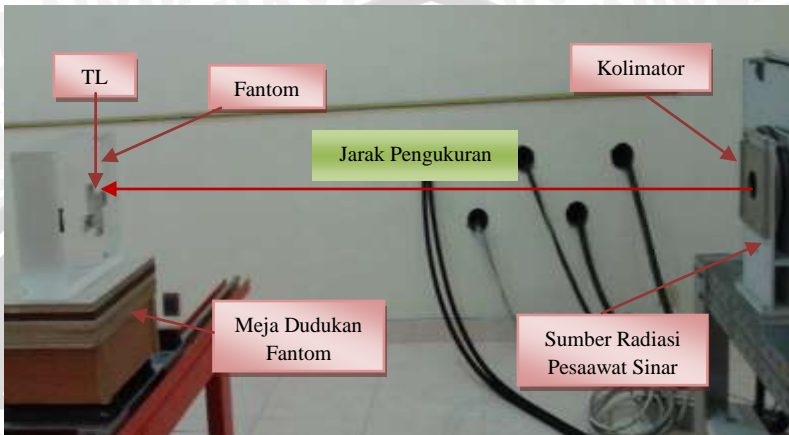 TL
Fantom
Kolimator
Jarak Pengukuran
Meja Dudukan
Fantom
Sumber Radiasi
Pesaawat Sinar